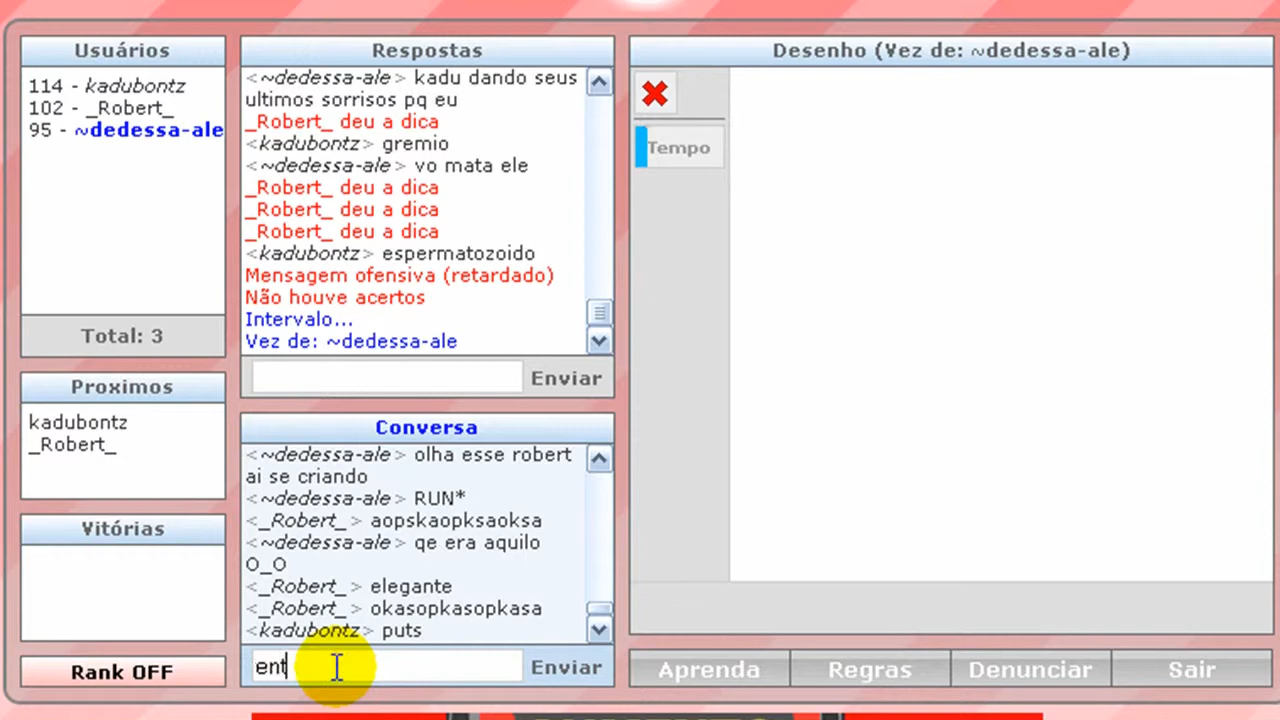 Usuários
114 - kadubontz
102 - _Robert_
95 - ~dedessa-ale
Total: 3
Proximos
kadubontz
_Robert_
Vitórias
Rank OFF
Respostas
<~dedessa-ale> kadu dando seus
ultimos sorrisos pq eu
_Robert_ deu a dica
<kadubontz> gremio
<~dedessa-ale> vo mata ele
_Robert_ deu a dica
_Robert_ deu a dica
_Robert_ deu a dica
<kadubontz> espermatozoido
Mensagem ofensiva (retardado)
Não houve acertos
Intervalo...
Vez de: ~dedessa-ale
Enviar
Conversa
<~dedessa-ale> olha esse robert
ai se criando
<~dedessa-ale> RUN*
<_Robert_> aopskaopksaoksa
<~dedessa-ale> qe era aquilo
O_O
<_Robert_> elegante
<_Robert_> okasopkasopkasa
<kadubontz> puts
ent
Enviar
Desenho (Vez de: ~dedessa-ale)
Tempo
Aprenda
Regras
Denunciar
Sair